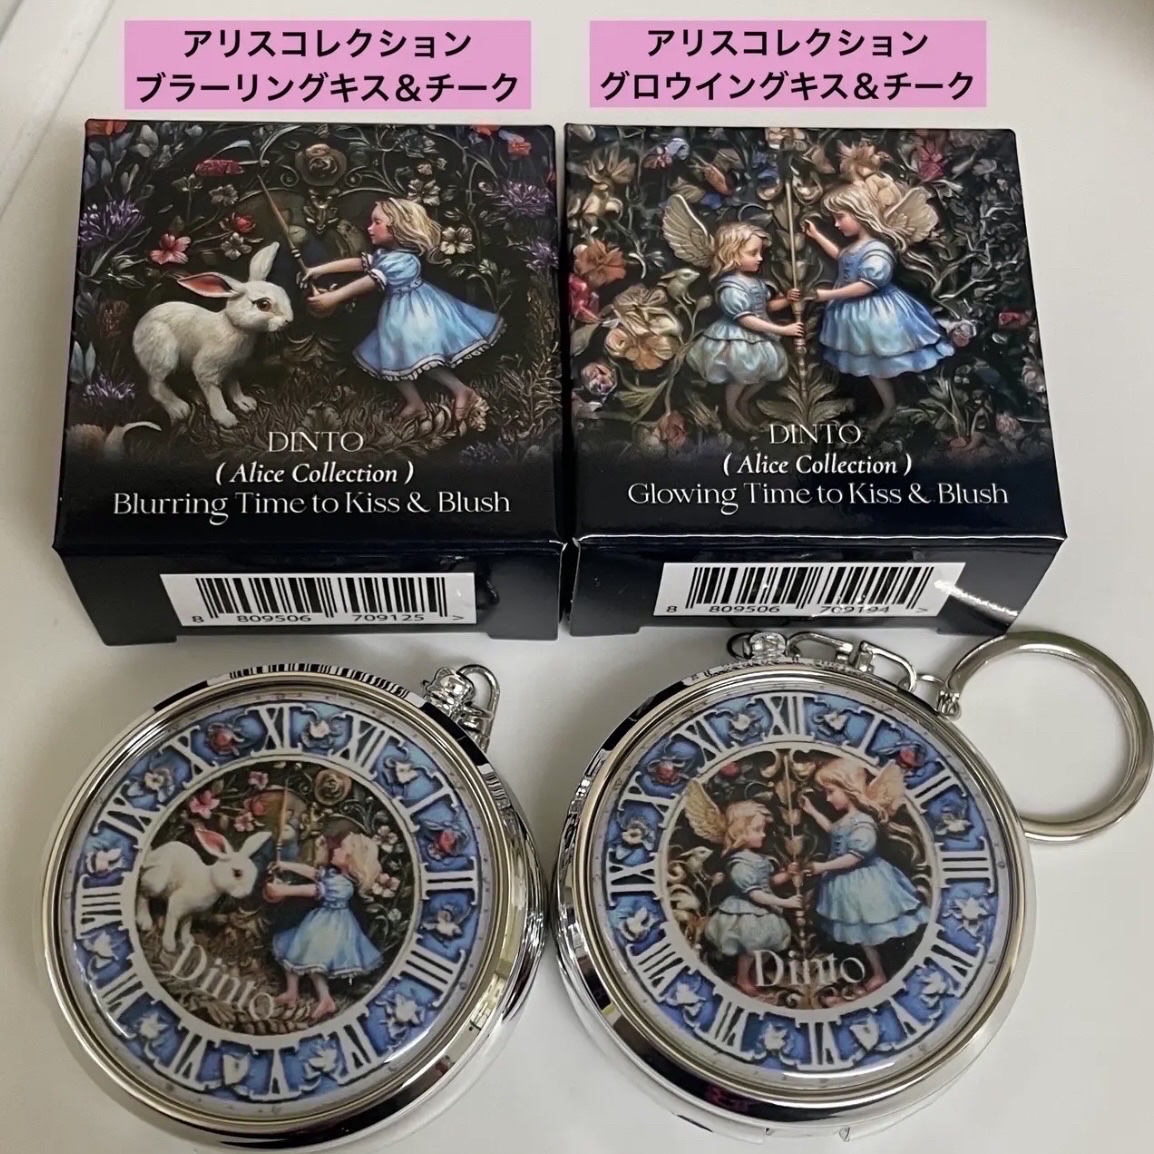 アリスコレクション
ブラーリングキス&チーク
アリスコレクション
グロウイングキス&チーク
DINTO
( Alice Collection )
Blurring Time to Kiss & Blush
DINTO
( Alice Collection )
Glowing Time to Kiss & Blush
8 809506 709125 >
8 809506 709194 >
Dinto
Dinto